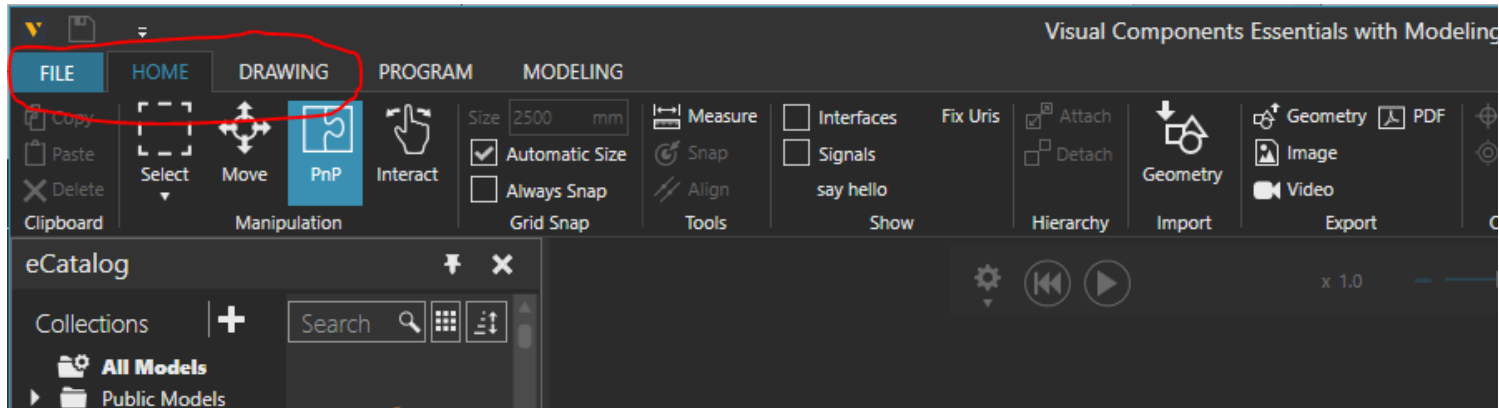 Visual Components Essentials with Modeling
FILE HOME DRAWING PROGRAM MODELING
Copy
Paste
Delete
Clipboard
Select
Move
PnP
Interact
Manipulation
Size 2500 mm
Automatic Size
Always Snap
Grid Snap
Measure
Snap
Align
Tools
Interfaces
Signals
say hello
Fix Uris
Show
Attach
Detach
Hierarchy
Geometry
Import
Geometry PDF
Image
Video
Export
eCatalog
x 1.0
Collections
Search
All Models
Public Models